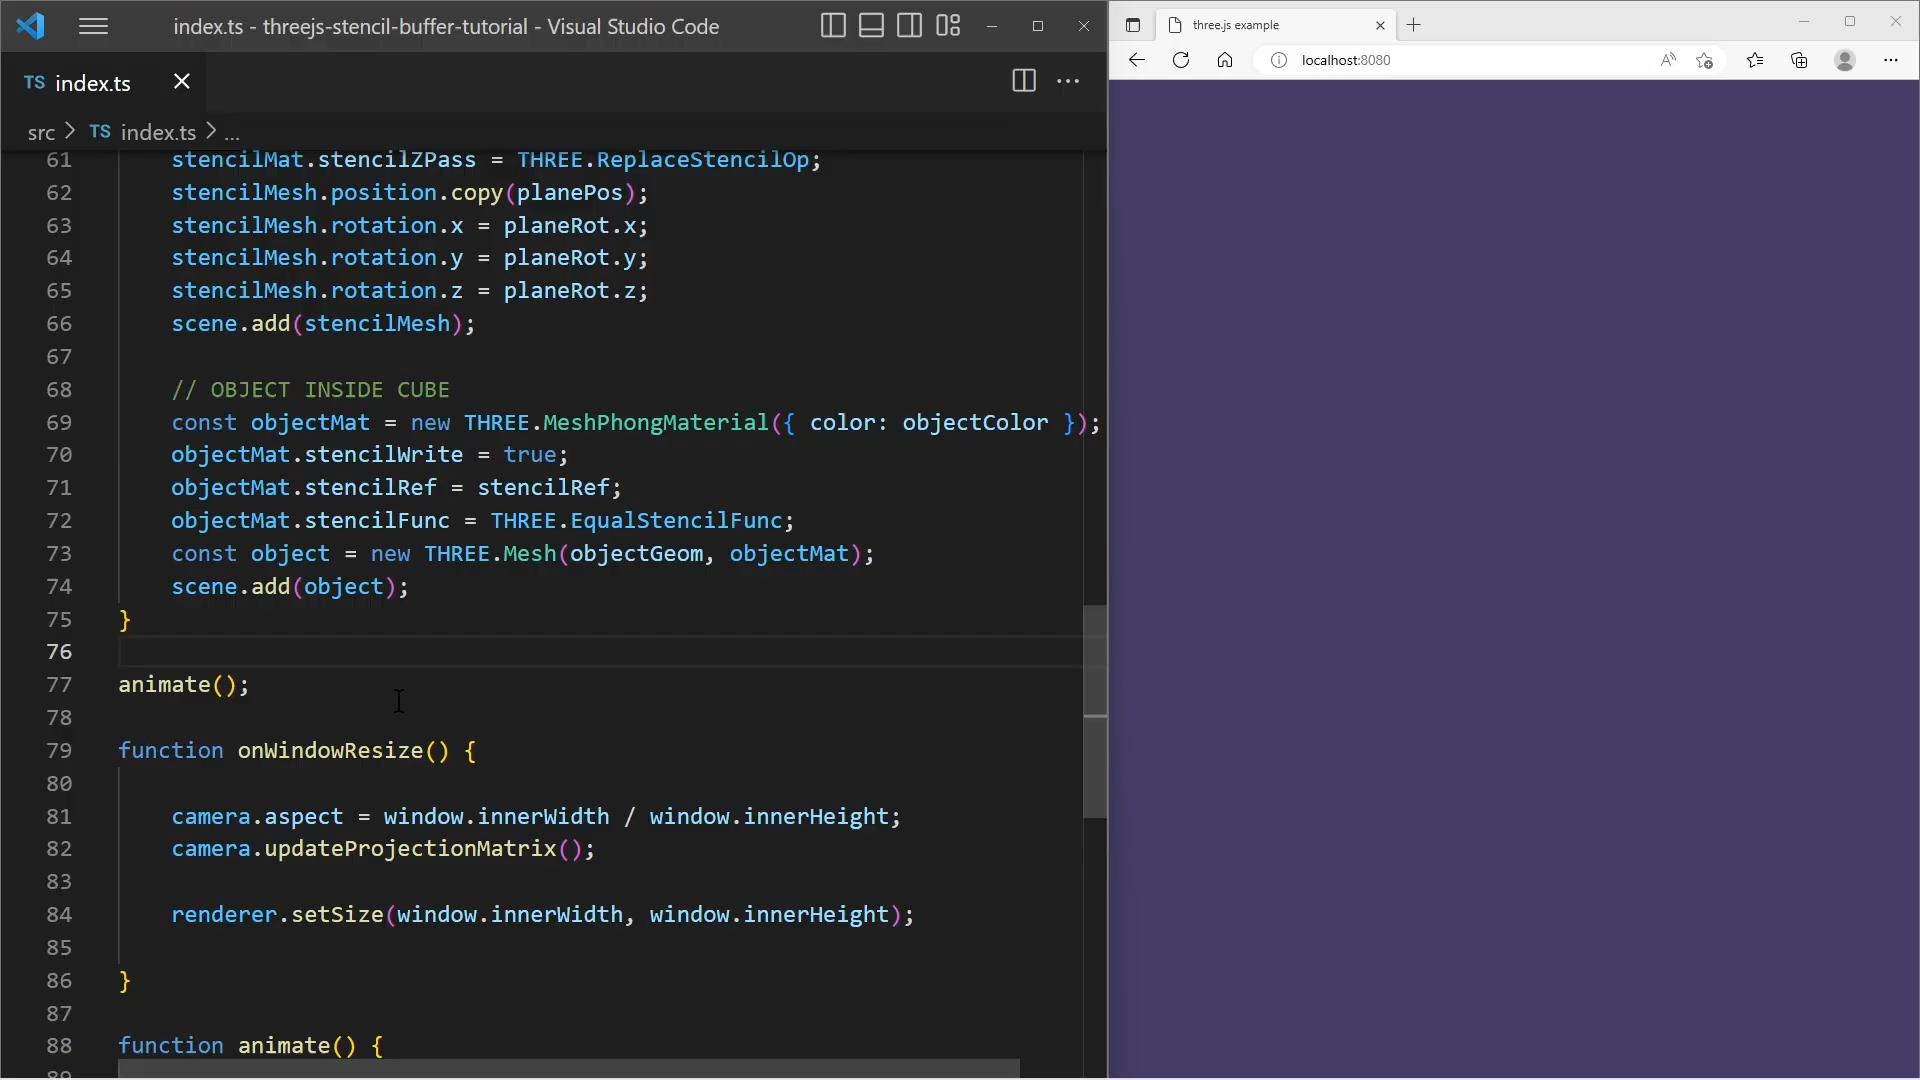 index.ts - threejs-stencil-buffer-tutorial - Visual Studio Code
TS index.ts
src > TS index.ts > ...
61 stencilMat.stencilZPass = THREE.ReplaceStencilOp;
62 stencilMesh.position.copy(planePos);
63 stencilMesh.rotation.x = planeRot.x;
64 stencilMesh.rotation.y = planeRot.y;
65 stencilMesh.rotation.z = planeRot.z;
66 scene.add(stencilMesh);
67
68 // OBJECT INSIDE CUBE
69 const objectMat = new THREE.MeshPhongMaterial({ color: objectColor });
70 objectMat.stencilWrite = true;
71 objectMat.stencilRef = stencilRef;
72 objectMat.stencilFunc = THREE.EqualStencilFunc;
73 const object = new THREE.Mesh(objectGeom, objectMat);
74 scene.add(object);
75 }
76
77 animate();
78
79 function onWindowResize() {
80
81 camera.aspect = window.innerWidth / window.innerHeight;
82 camera.updateProjectionMatrix();
83
84 renderer.setSize(window.innerWidth, window.innerHeight);
85
86 }
87
88 function animate() {
89
three.js example
localhost:8080